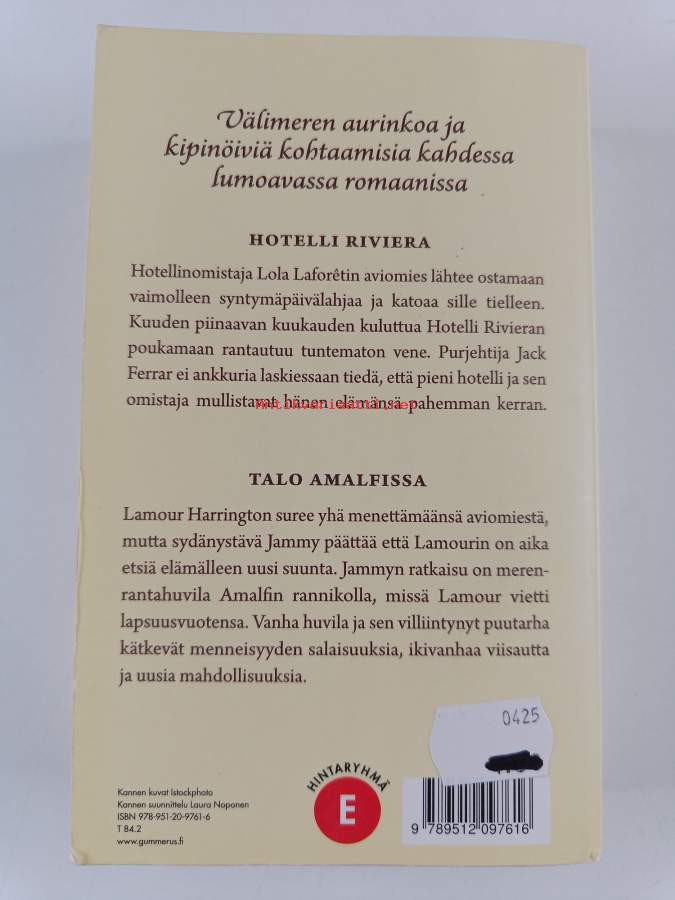 Välimeren aurinkoa ja
kipinöiviä kohtaamisia kahdessa
lumoavassa romaanissa
HOTELLI RIVIERA
Hotellinomistaja Lola Laforêtin aviomies lähtee ostamaan
vaimolleen syntymäpäivälahjaa ja katoaa sille tielleen.
Kuuden piinaavan kuukauden kuluttua Hotelli Rivieran
poukamaan rantautuu tuntematon vene. Purjehtija Jack
Ferrar ei ankkuria laskiessaan tiedä, että pieni hotelli ja sen
omistaja mullistavat hänen elämänsä pahemman kerran.
Antikvariaatti.net
TALO AMALFISSA
Lamour Harrington suree yhä menettämäänsä aviomiestä,
mutta sydänystävä Jammy päättää että Lamourin on aika
etsiä elämälleen uusi suunta. Jammyn ratkaisu on meren-
rantahuvila Amalfin rannikolla, missä Lamour vietti
lapsuusvuotensa. Vanha huvila ja sen villiintynyt puutarha
kätkevät menneisyyden salaisuuksia, ikivanhaa viisautta
ja uusia mahdollisuuksia.
0425
Kannen kuvat Istockphoto
Kannen suunnittelu Laura Noponen
ISBN 978-951-20-9761-6
T 84.2
www.gummerus.fi
HINTARYHMÄ
E
9 789512 097616